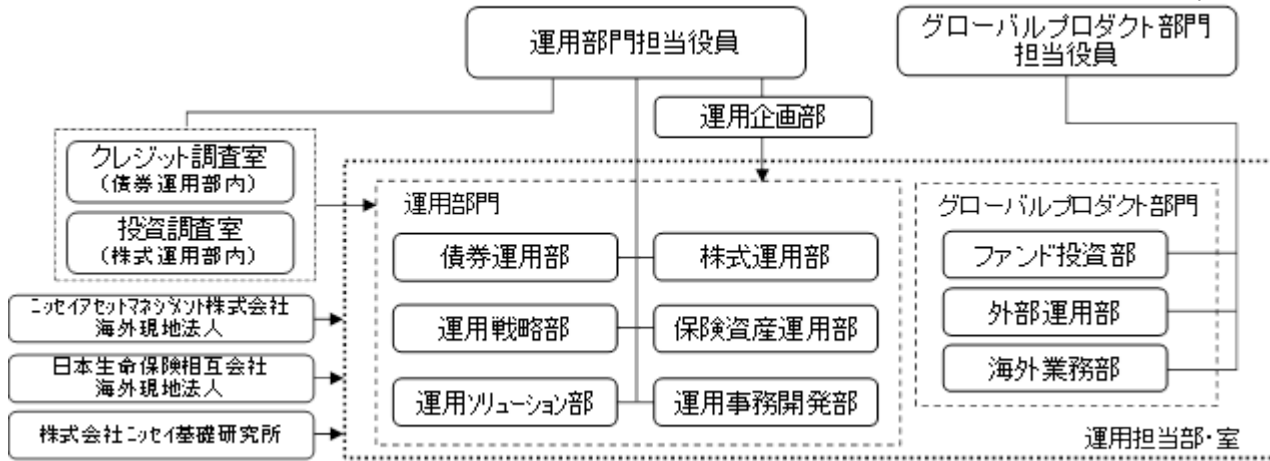 運用部門担当役員
グローバルプロダクト部門
担当役員
運用企画部
クレジット調査室
(債券運用部内)
投資調査室
(株式運用部内)
運用部門
グローバルプロダクト部門
債券運用部
株式運用部
ファンド投資部
ニッセイアセットマネジメント株式会社
海外現地法人
運用戦略部
保険資産運用部
外部運用部
日本生命保険相互会社
海外現地法人
海外業務部
運用ソリューション部
運用事務開発部
株式会社ニッセイ基礎研究所
運用担当部・室